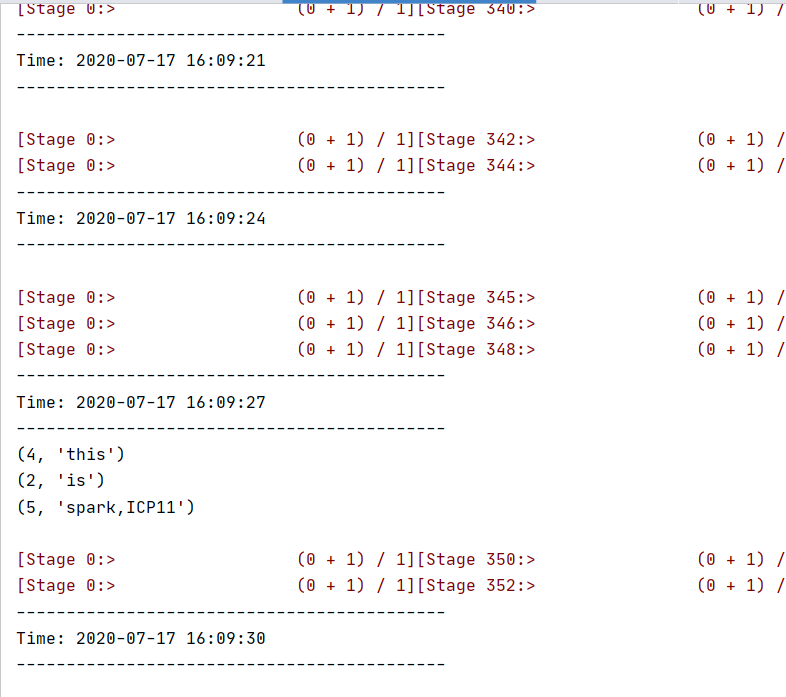 [Stage 0:>                  (0 + 1) / 1][Stage 340:>                (0 + 1) /
-------------------------------------------
Time: 2020-07-17 16:09:21
-------------------------------------------
[Stage 0:>                  (0 + 1) / 1][Stage 342:>                (0 + 1) /
[Stage 0:>                  (0 + 1) / 1][Stage 344:>                (0 + 1) /
-------------------------------------------
Time: 2020-07-17 16:09:24
-------------------------------------------
[Stage 0:>                  (0 + 1) / 1][Stage 345:>                (0 + 1) /
[Stage 0:>                  (0 + 1) / 1][Stage 346:>                (0 + 1) /
[Stage 0:>                  (0 + 1) / 1][Stage 348:>                (0 + 1) /
-------------------------------------------
Time: 2020-07-17 16:09:27
-------------------------------------------
(4, 'this')
(2, 'is')
(5, 'spark,ICP11')
[Stage 0:>                  (0 + 1) / 1][Stage 350:>                (0 + 1) /
[Stage 0:>                  (0 + 1) / 1][Stage 352:>                (0 + 1) /
-------------------------------------------
Time: 2020-07-17 16:09:30
-------------------------------------------